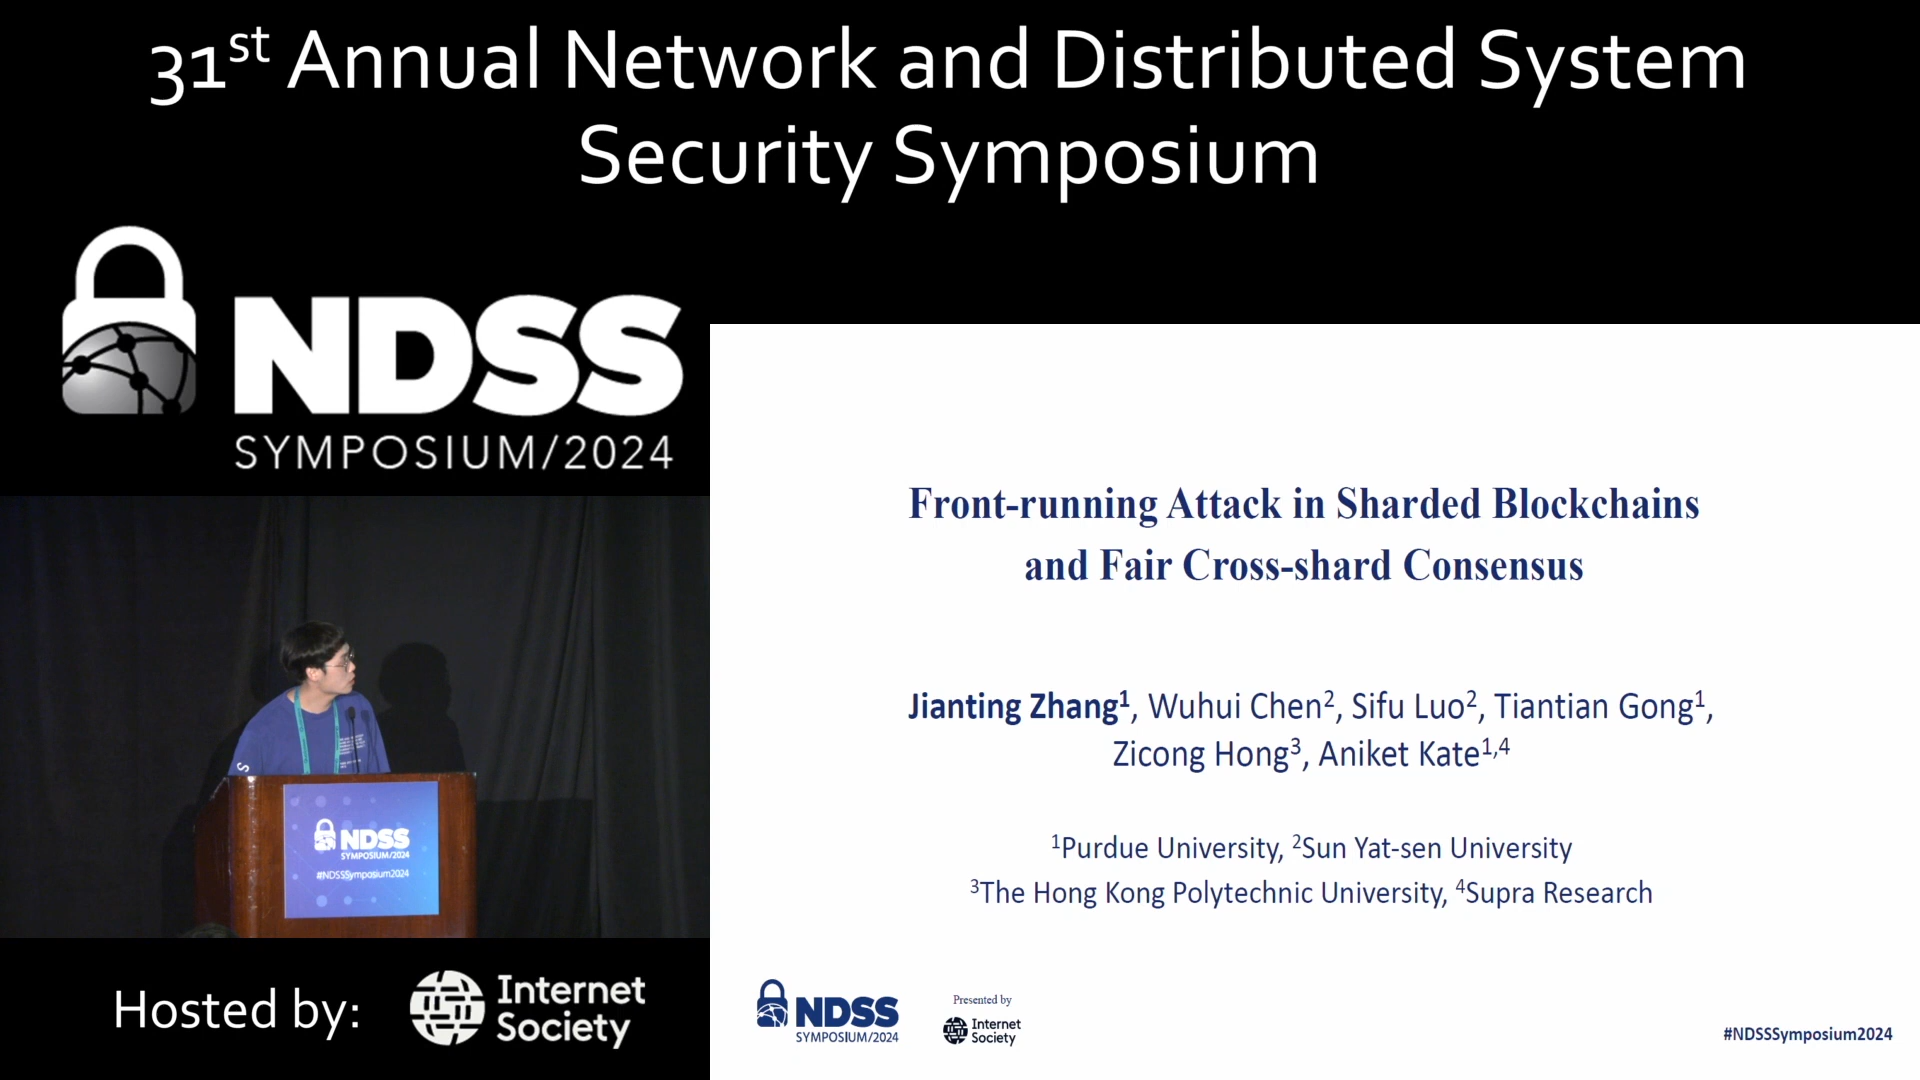 31st Annual Network and Distributed System
Security Symposium
NDSS
SYMPOSIUM/2024
Front-running Attack in Sharded Blockchains
and Fair Cross-shard Consensus
Jianting Zhang1, Wuhui Chen2, Sifu Luo2, Tiantian Gong1,
Zicong Hong3, Aniket Kate1,4
1Purdue University, 2Sun Yat-sen University
3The Hong Kong Polytechnic University, 4Supra Research
NDSS
SYMPOSIUM/2024
#NDSSSymposium2024
Hosted by:
Internet
Society
NDSS
SYMPOSIUM/2024
Presented by
Internet
Society
#NDSSSymposium2024